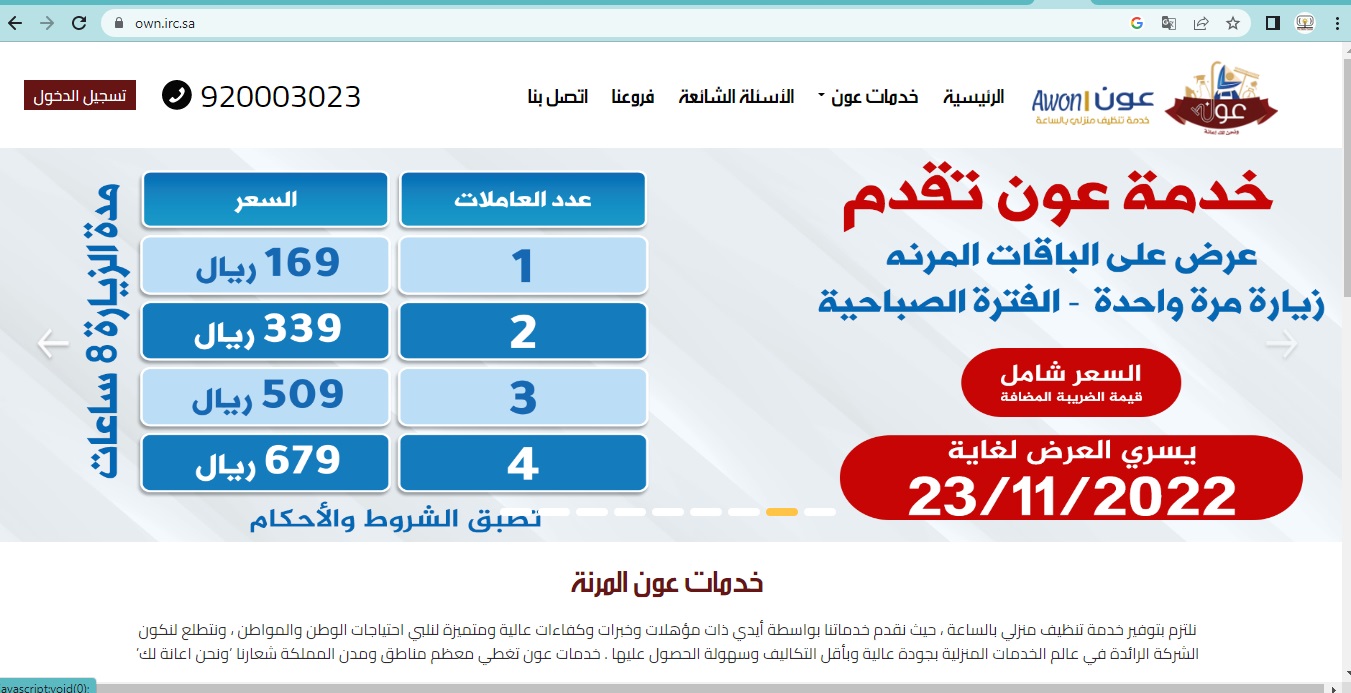 own.irc.sa
عون
ونحن لك إعانة
عون | Awon
خدمة تنظيف منزلي بالساعة
الرئيسية
خدمات عون
الأسئلة الشائعة
فروعنا
اتصل بنا
920003023
تسجيل الدخول
خدمة عون تقدم
عرض على الباقات المرنه
زيارة مرة واحدة - الفترة الصباحية
السعر شامل
قيمة الضريبة المضافة
يسري العرض لغاية
23/11/2022
عدد العاملات السعر
1 169 ريال
2 339 ريال
3 509 ريال
4 679 ريال
مدة الزيارة 8 ساعات
تصبق الشروط والأحكام
خدمات عون المرنة
نلتزم بتوفير خدمة تنظيف منزلي بالساعة ، حيث نقدم خدماتنا بواسطة أيدي ذات مؤهلات وخبرات وكفاءات عالية ومتميزة لنلبي احتياجات الوطن والمواطن ، ونتطلع لنكون
الشركة الرائدة في عالم الخدمات المنزلية بجودة عالية وبأقل التكاليف وسهولة الحصول عليها . خدمات عون تغطي معظم مناطق ومدن المملكة شعارنا ‘ونحن اعانة لك’
avascript:void(0);